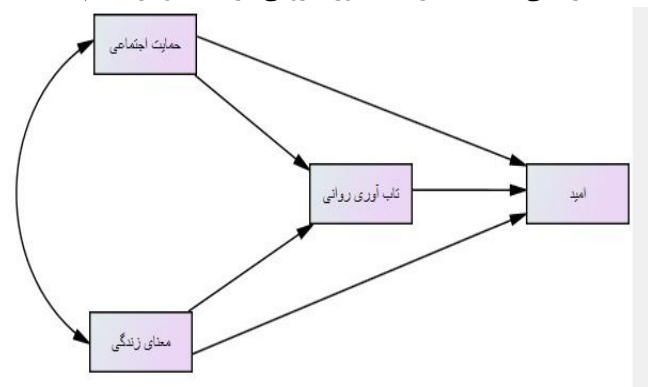 حمایت اجتماعی
تاب آوری روانی
امید
معنای زندگی